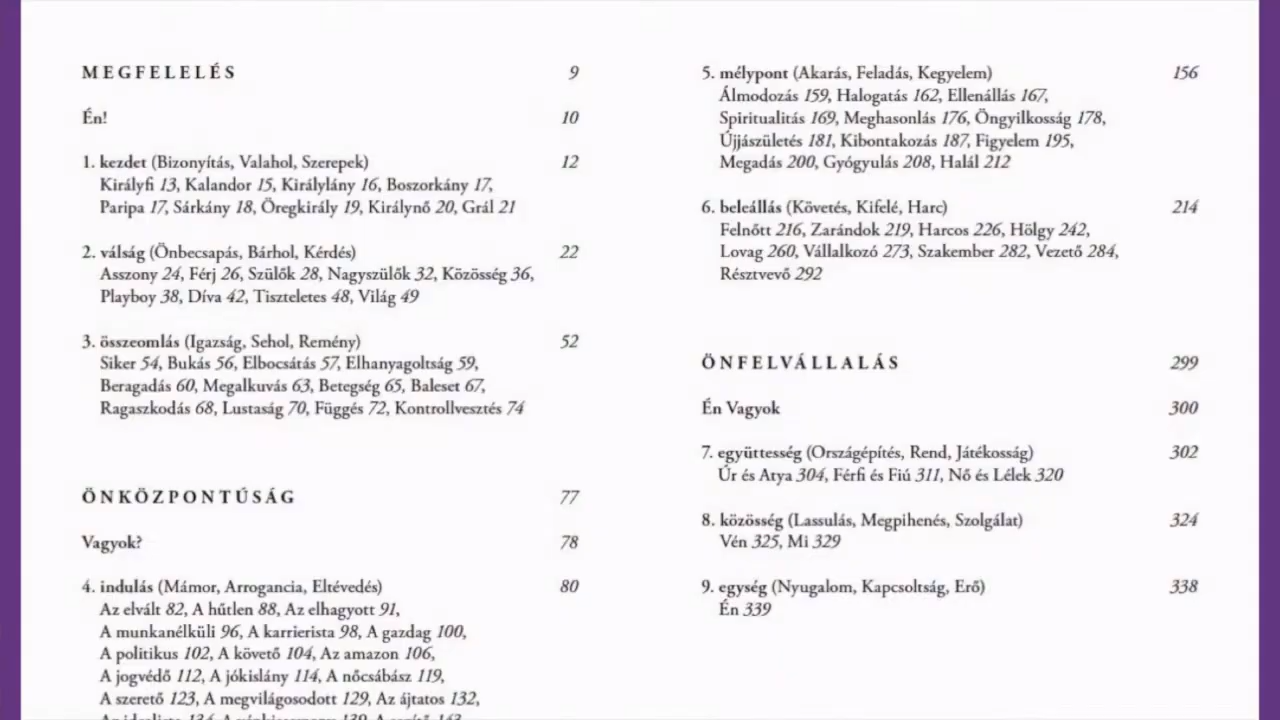 MEGFELELÉS 9
Én! 10
1. kezdet (Bizonyítás, Valahol, Szerepek) 12
Királyfi 13, Kalandor 15, Királylány 16, Boszorkány 17,
Paripa 17, Sárkány 18, Öregkirály 19, Királynő 20, Grál 21
2. válság (Önbecsapás, Bárhol, Kérdés) 22
Asszony 24, Férj 26, Szülők 28, Nagyszülők 32, Közösség 36,
Playboy 38, Díva 42, Tiszteletes 48, Világ 49
3. összeomlás (Igazság, Sehol, Remény) 52
Siker 54, Bukás 56, Elbocsátás 57, Elhanyagoltság 59,
Beragadás 60, Megalkuvás 63, Betegség 65, Baleset 67,
Ragaszkodás 68, Lustaság 70, Függés 72, Kontrollvesztés 74
ÖNKÖZPONTÚSÁG 77
Vagyok? 78
4. indulás (Mámor, Arrogancia, Eltévedés) 80
Az elvált 82, A hűtlen 88, Az elhagyott 91,
A munkanélküli 96, A karrierista 98, A gazdag 100,
A politikus 102, A követő 104, Az amazon 106,
A jogvédő 112, A jókislány 114, A nőcsábász 119,
A szerető 123, A megvilágosodott 129, Az ájtatos 132,
5. mélypont (Akarás, Feladás, Kegyelem) 156
Álmodozás 159, Halogatás 162, Ellenállás 167,
Spiritualitás 169, Meghasonlás 176, Öngyilkosság 178,
Újjászületés 181, Kibontakozás 187, Figyelem 195,
Megadás 200, Gyógyulás 208, Halál 212
6. beleállás (Követés, Kifelé, Harc) 214
Felnőtt 216, Zarándok 219, Harcos 226, Hölgy 242,
Lovag 260, Vállalkozó 273, Szakember 282, Vezető 284,
Résztvevő 292
ÖNFELVÁLLALÁS 299
Én Vagyok 300
7. együttesség (Országépítés, Rend, Játékosság) 302
Úr és Atya 304, Férfi és Fiú 311, Nő és Lélek 320
8. közösség (Lassulás, Megpihenés, Szolgálat) 324
Vén 325, Mi 329
9. egység (Nyugalom, Kapcsoltság, Erő) 338
Én 339